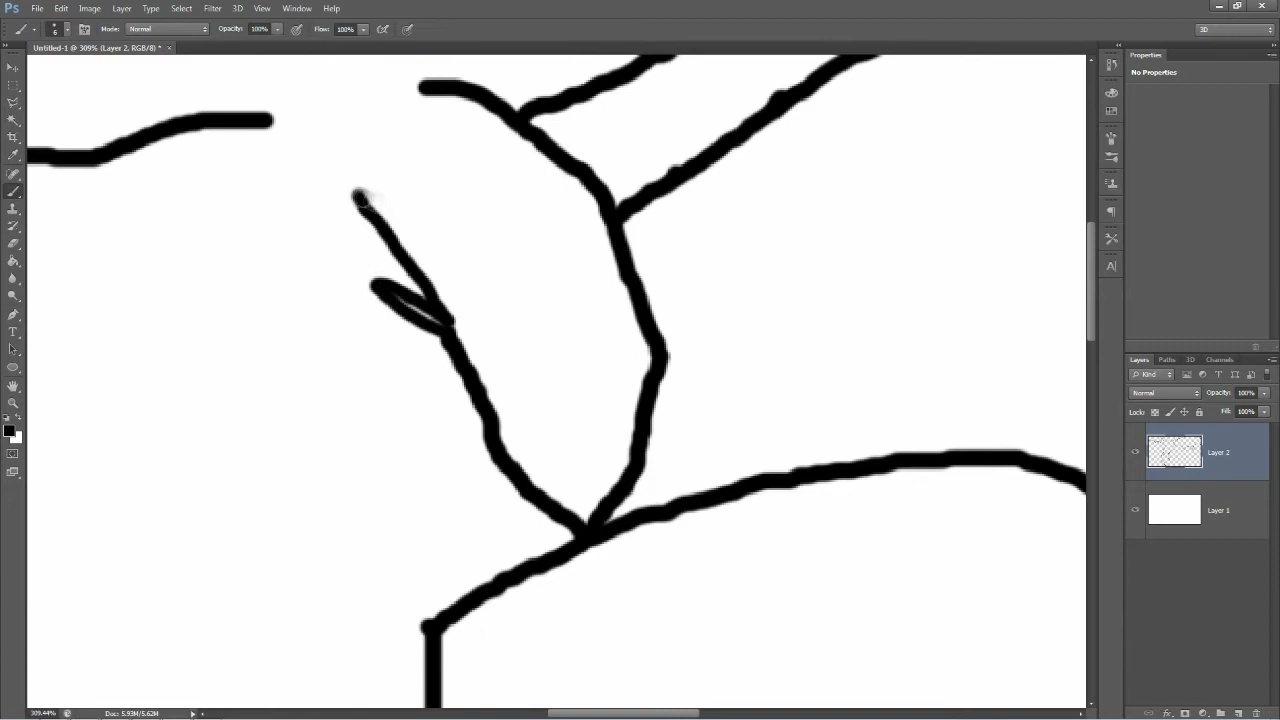 Ps File Edit Image Layer Type Select Filter 3D View Window Help
6 Mode: Normal Opacity: 100% Flow: 100% 3D
Untitled-1 @ 309% (Layer 2, RGB/8) * ×
Properties
No Properties
Layers Paths 3D Channels
Kind
Normal Opacity: 100%
Lock: Fill: 100%
Layer 2
Layer 1
309.44% Doc: 5.93M/5.62M